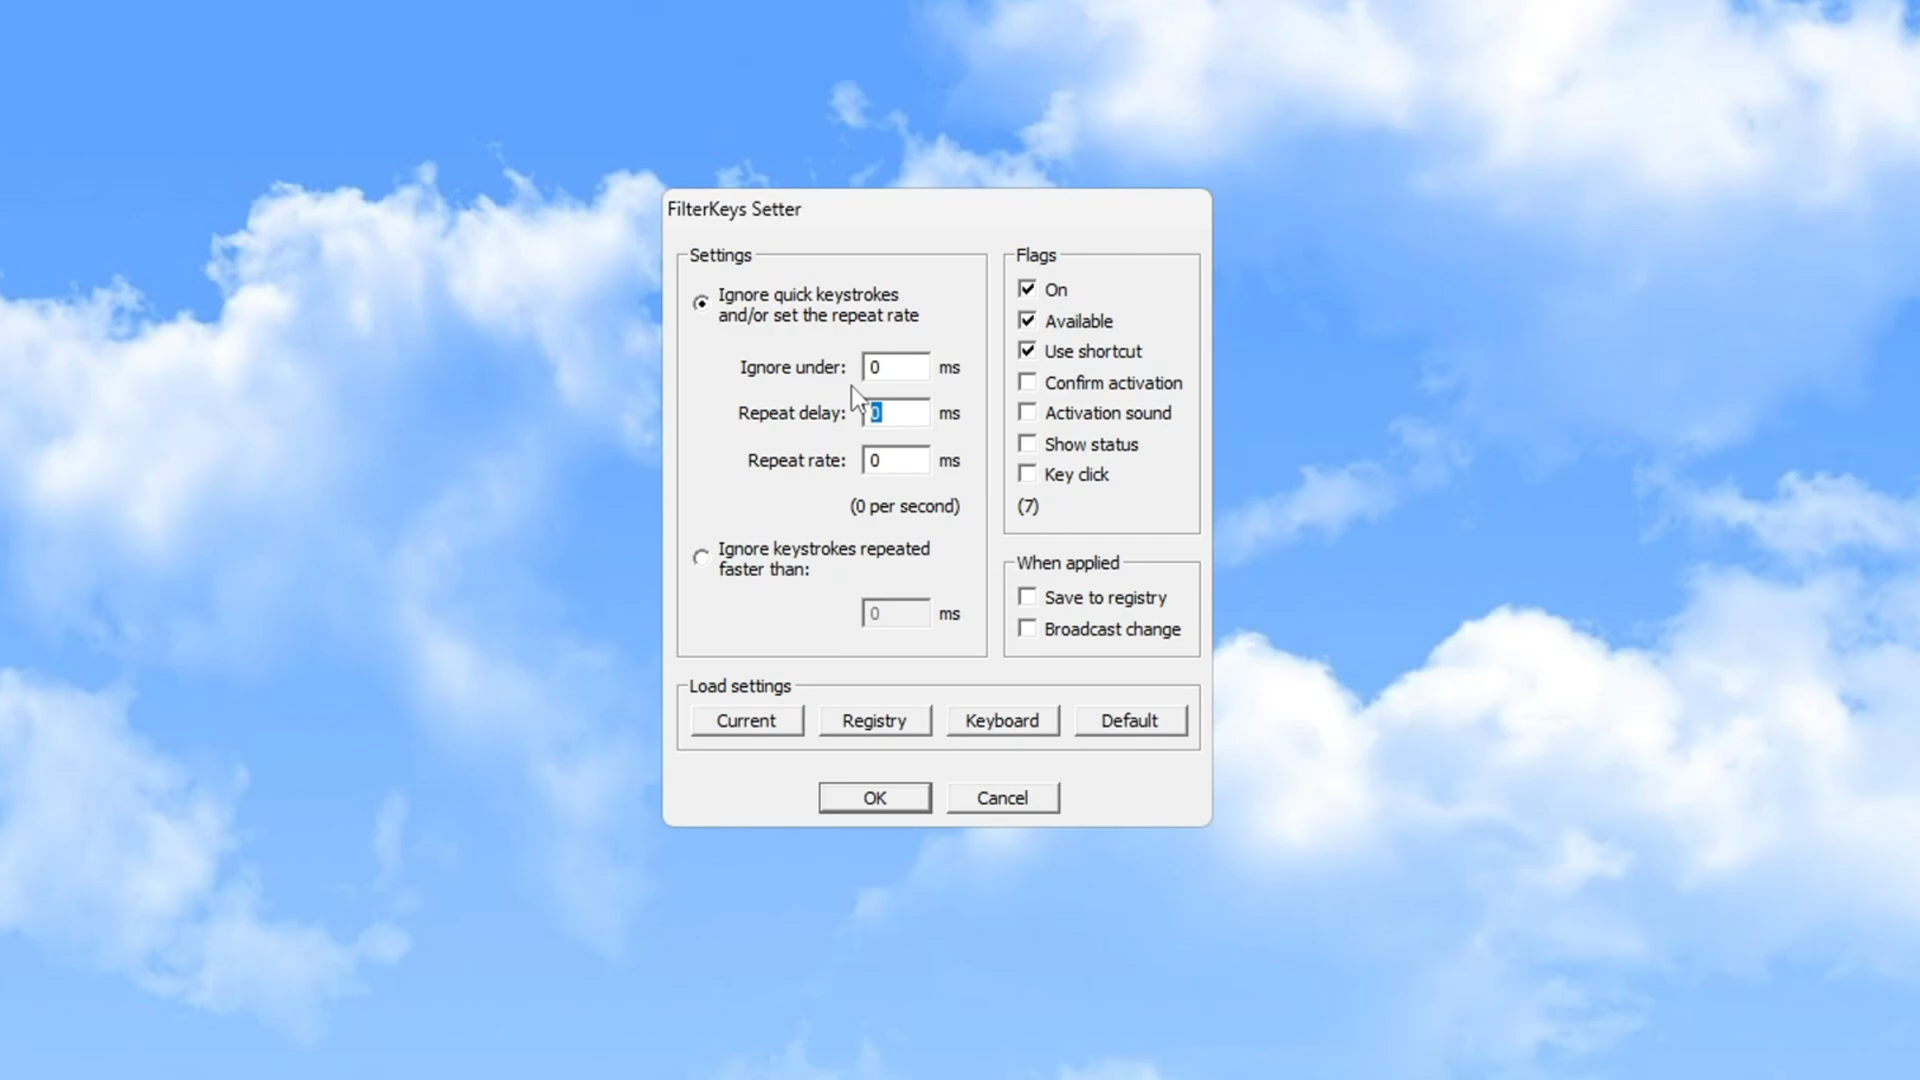 FilterKeys Setter
Settings
Ignore quick keystrokes
and/or set the repeat rate
Ignore under: 0 ms
Repeat delay: 0 ms
Repeat rate: 0 ms
(0 per second)
Ignore keystrokes repeated
faster than:
0 ms
Flags
On
Available
Use shortcut
Confirm activation
Activation sound
Show status
Key click
(7)
When applied
Save to registry
Broadcast change
Load settings
Current Registry Keyboard Default
OK Cancel